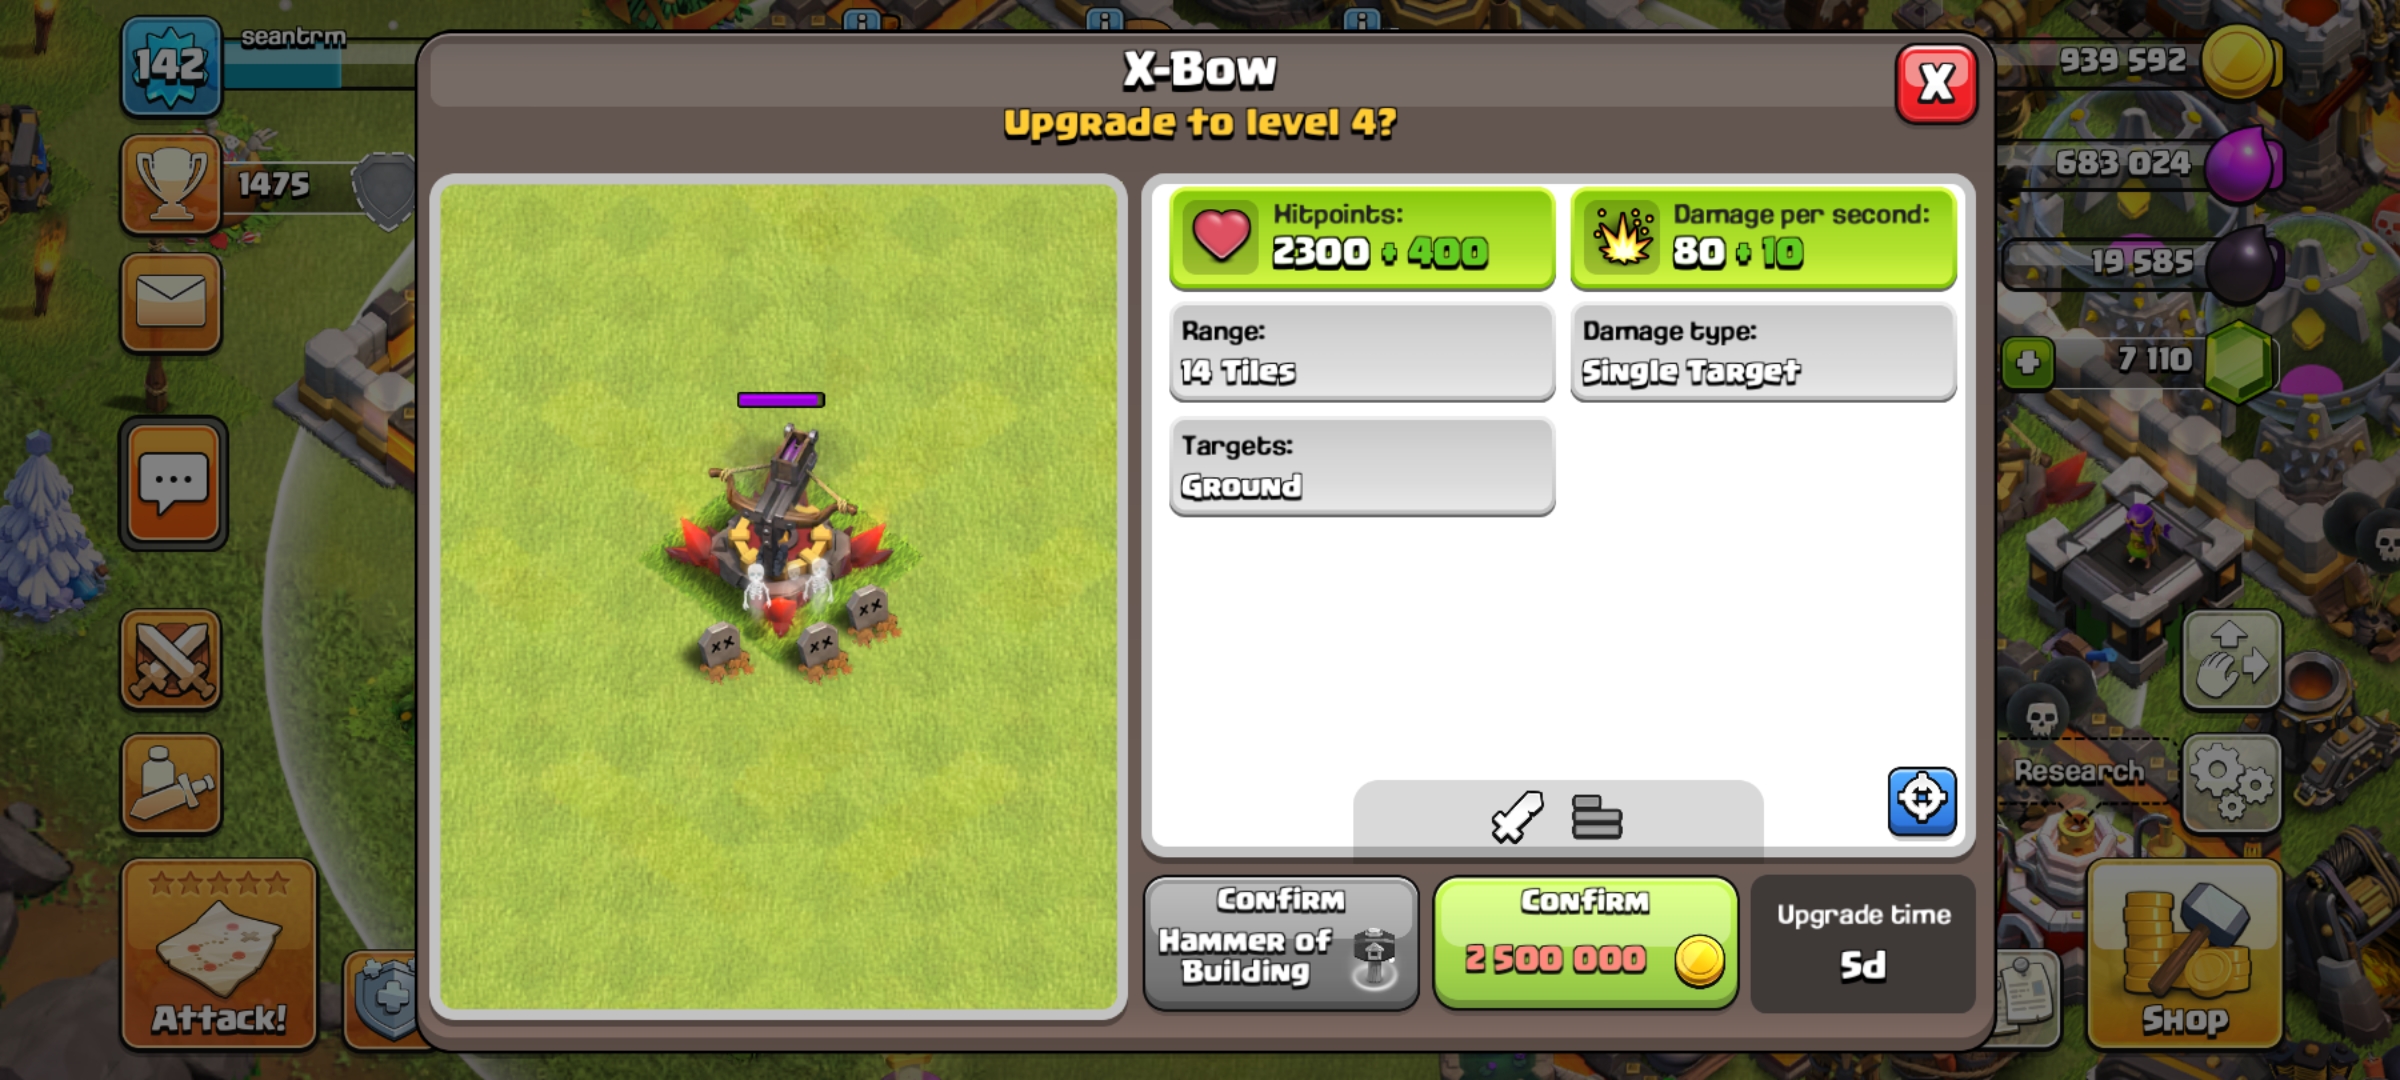 142
seantrm
1475
X-Bow
Upgrade to level 4?
X
939 592
683 024
19 585
7 110
Hitpoints:
2300 + 400
Damage per second:
80 + 10
Range:
14 Tiles
Damage type:
Single Target
Targets:
Ground
Research
Confirm
Hammer of
Building
Confirm
2 500 000
Upgrade time
5d
Attack!
Shop